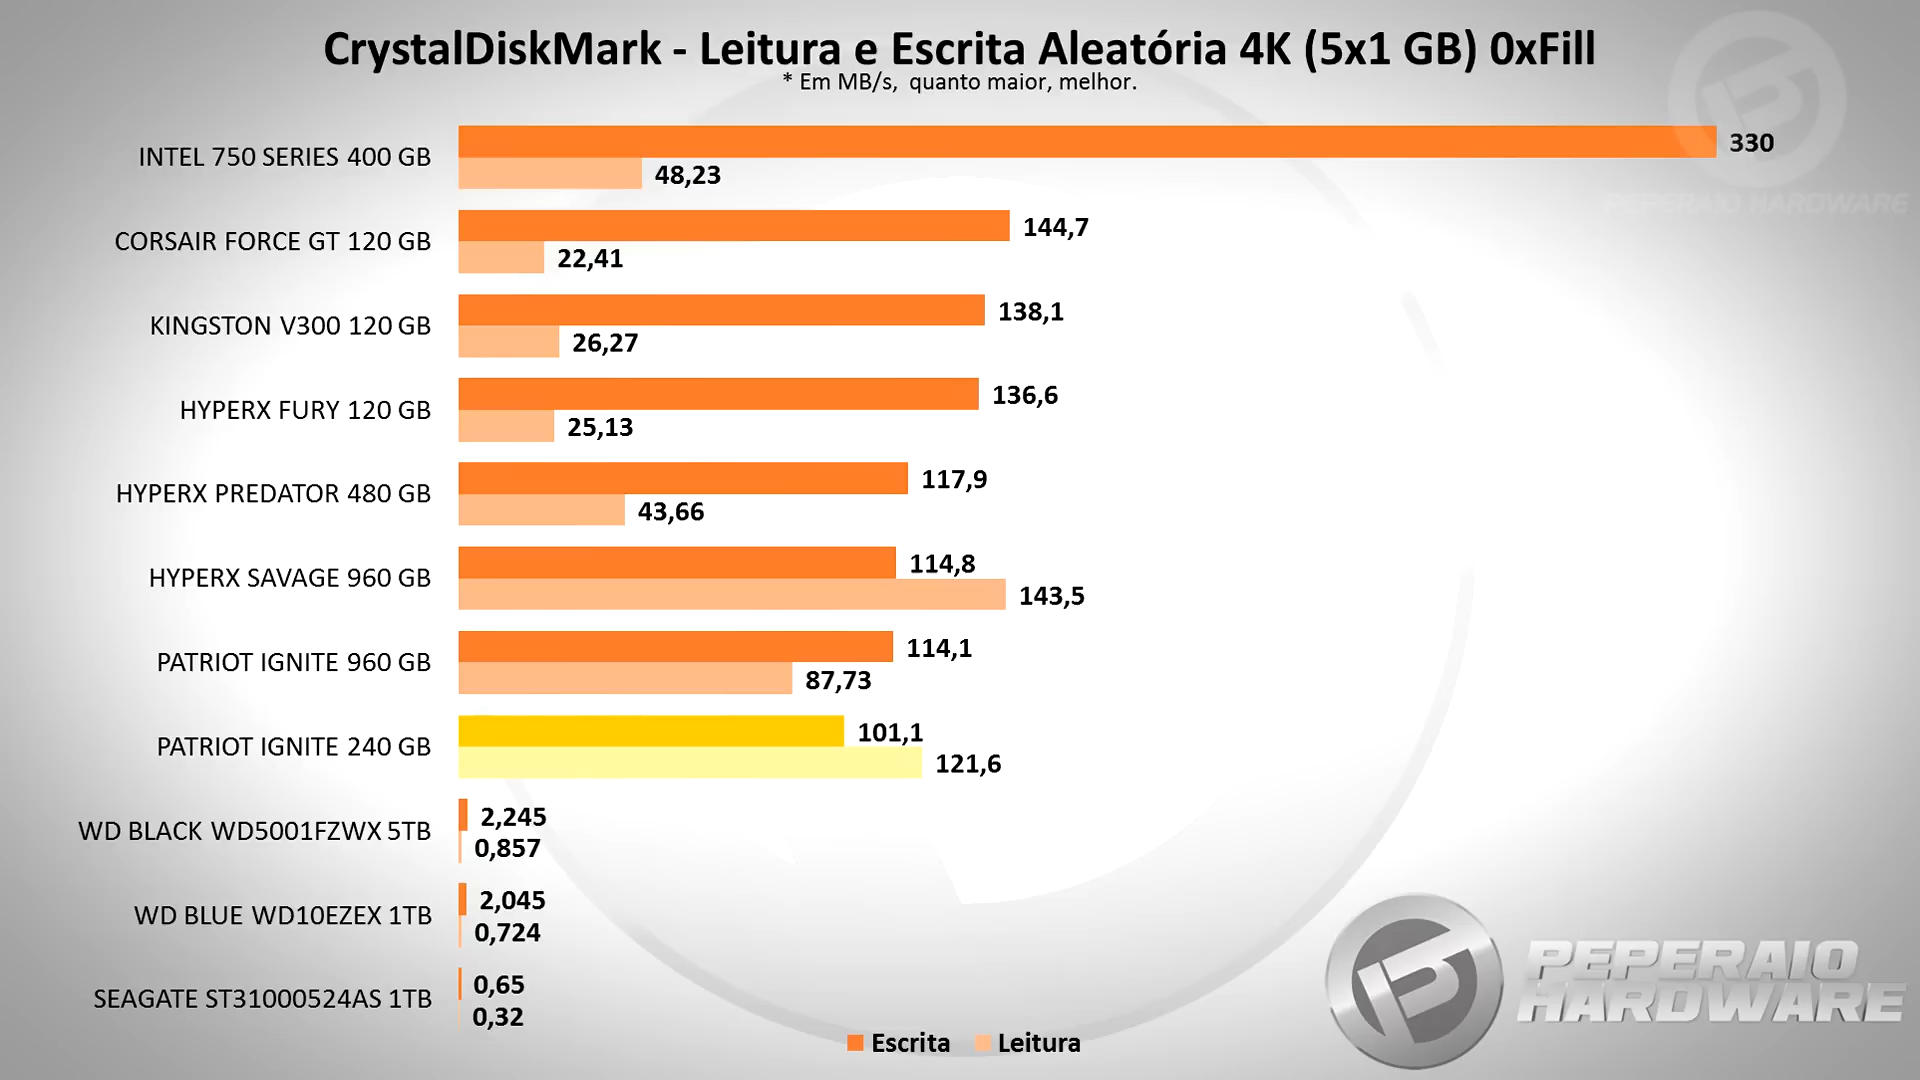 CrystalDiskMark - Leitura e Escrita Aleatória 4K (5x1 GB) 0xFill
* Em MB/s, quanto maior, melhor.
PEPERAIO HARDWARE
INTEL 750 SERIES 400 GB
330
48,23
CORSAIR FORCE GT 120 GB
144,7
22,41
KINGSTON V300 120 GB
138,1
26,27
HYPERX FURY 120 GB
136,6
25,13
HYPERX PREDATOR 480 GB
117,9
43,66
HYPERX SAVAGE 960 GB
114,8
143,5
PATRIOT IGNITE 960 GB
114,1
87,73
PATRIOT IGNITE 240 GB
101,1
121,6
WD BLACK WD5001FZWX 5TB
2,245
0,857
WD BLUE WD10EZEX 1TB
2,045
0,724
SEAGATE ST31000524AS 1TB
0,65
0,32
Escrita Leitura
PEPERAIO
HARDWARE